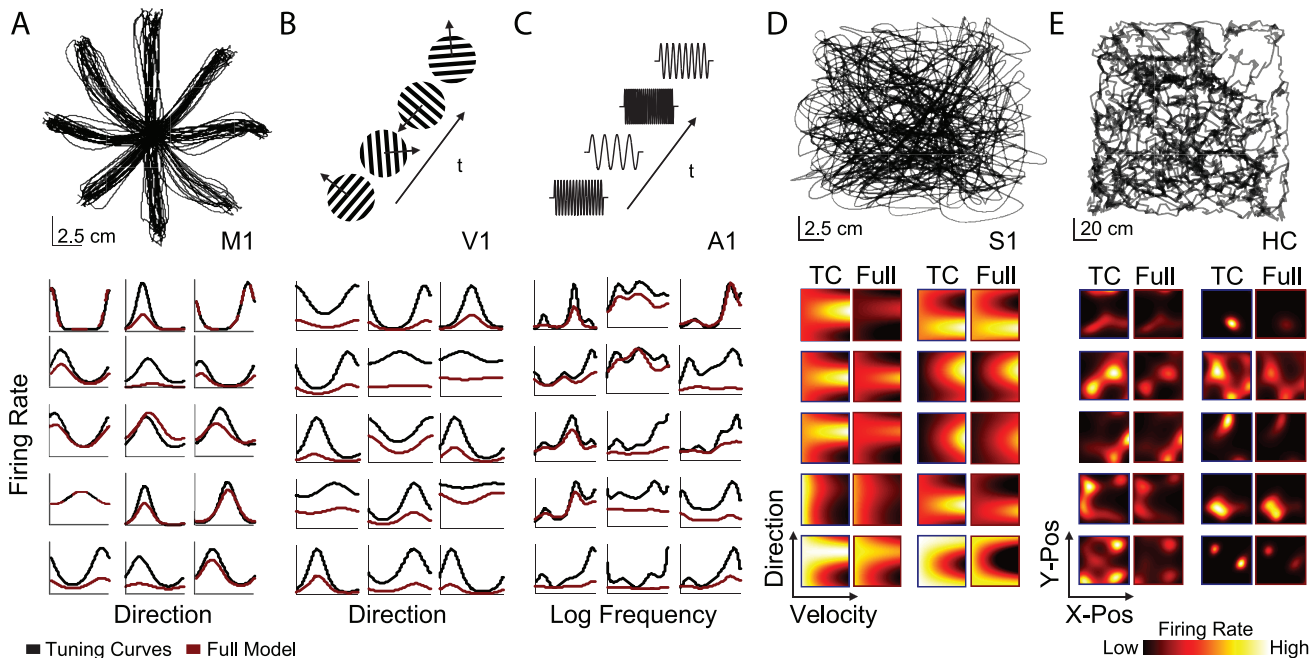 A
B
C
D
E
t
t
2.5 cm
M1
V1
A1
2.5 cm
S1
20 cm
HC
TC Full TC Full
TC Full TC Full
Firing Rate
Direction
Direction
Log Frequency
Direction
Velocity
Y-Pos
X-Pos
Tuning Curves Full Model
Firing Rate
Low High